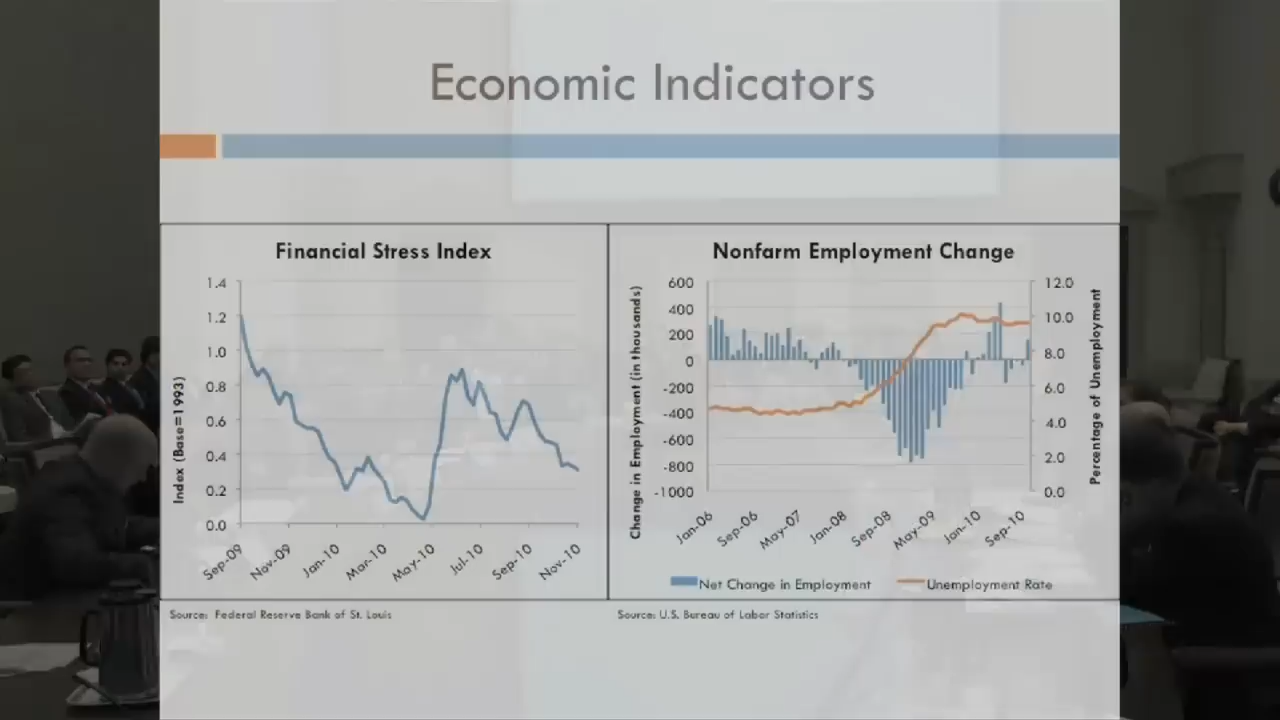 Economic Indicators
Financial Stress Index
Index (Base=1993)
1.4
1.2
1.0
0.8
0.6
0.4
0.2
0.0
Sep-09
Nov-09
Jan-10
Mar-10
May-10
Jul-10
Sep-10
Nov-10
Source: Federal Reserve Bank of St. Louis
Nonfarm Employment Change
Change in Employment (in thousands)
600
400
200
0
-200
-400
-600
-800
-1000
12.0
10.0
8.0
6.0
4.0
2.0
0.0
Percentage of Unemployment
Jan-06
Sep-06
May-07
Jan-08
Sep-08
May-09
Jan-10
Sep-10
Net Change in Employment
Unemployment Rate
Source: U.S. Bureau of Labor Statistics